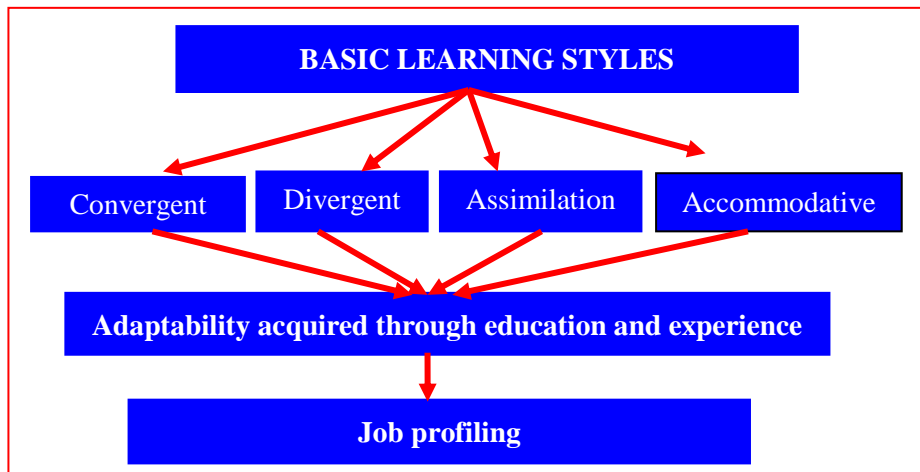 BASIC LEARNING STYLES
Convergent
Divergent
Assimilation
Accommodative
Adaptability acquired through education and experience
Job profiling